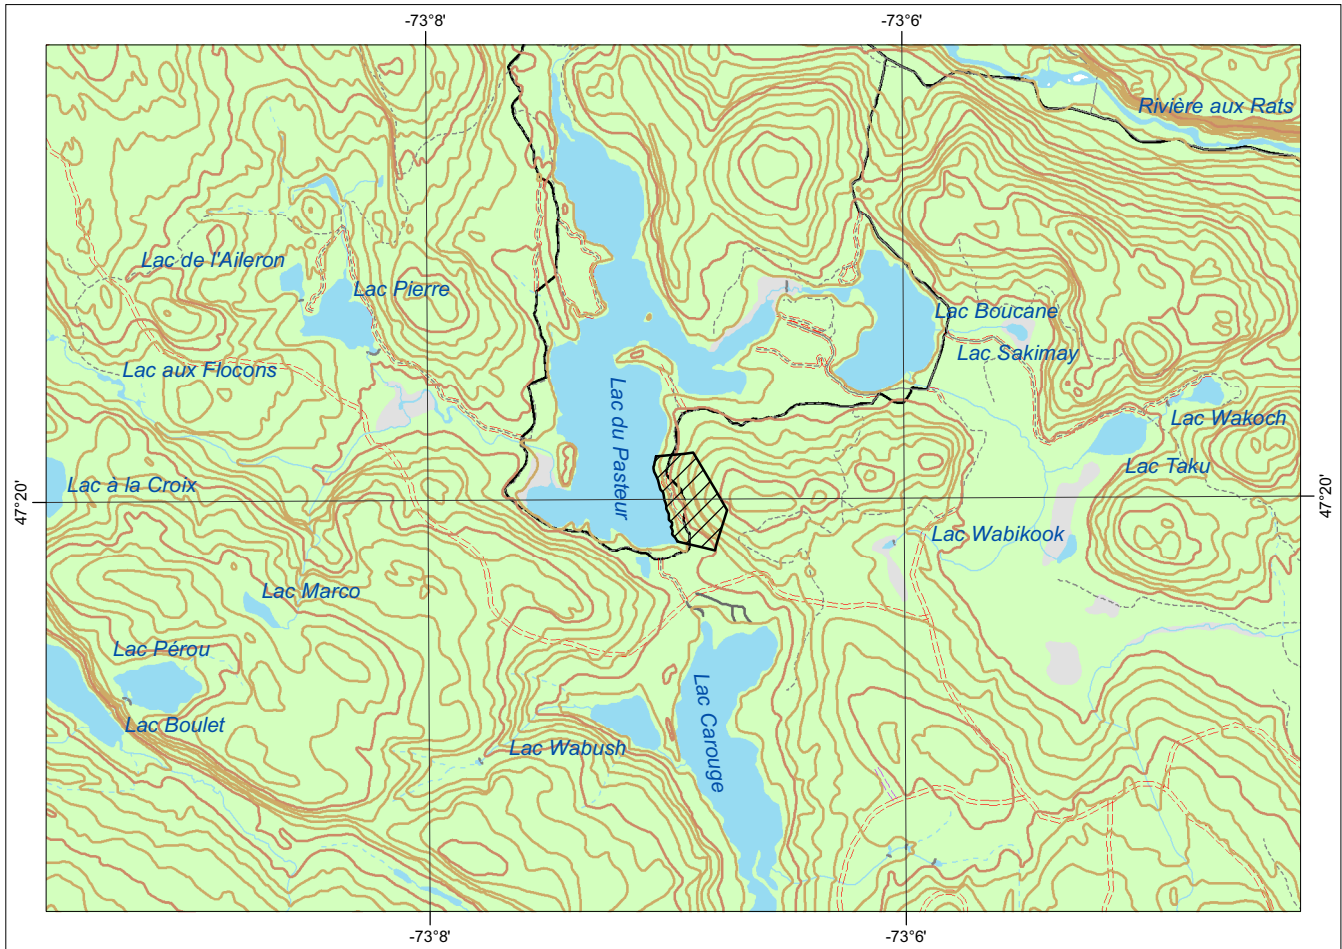 -73°8'
-73°6'
Rivière aux Rats
Lac de l'Aileron
Lac Pierre
Lac Boucane
Lac Sakimay
Lac aux Flocons
Lac du Pasteur
Lac Wakoch
Lac Taku
Lac à la Croix
47°20'
47°20'
Lac Wabikook
Lac Marco
Lac Pérou
Lac Carouge
Lac Boulet
Lac Wabush
-73°8'
-73°6'